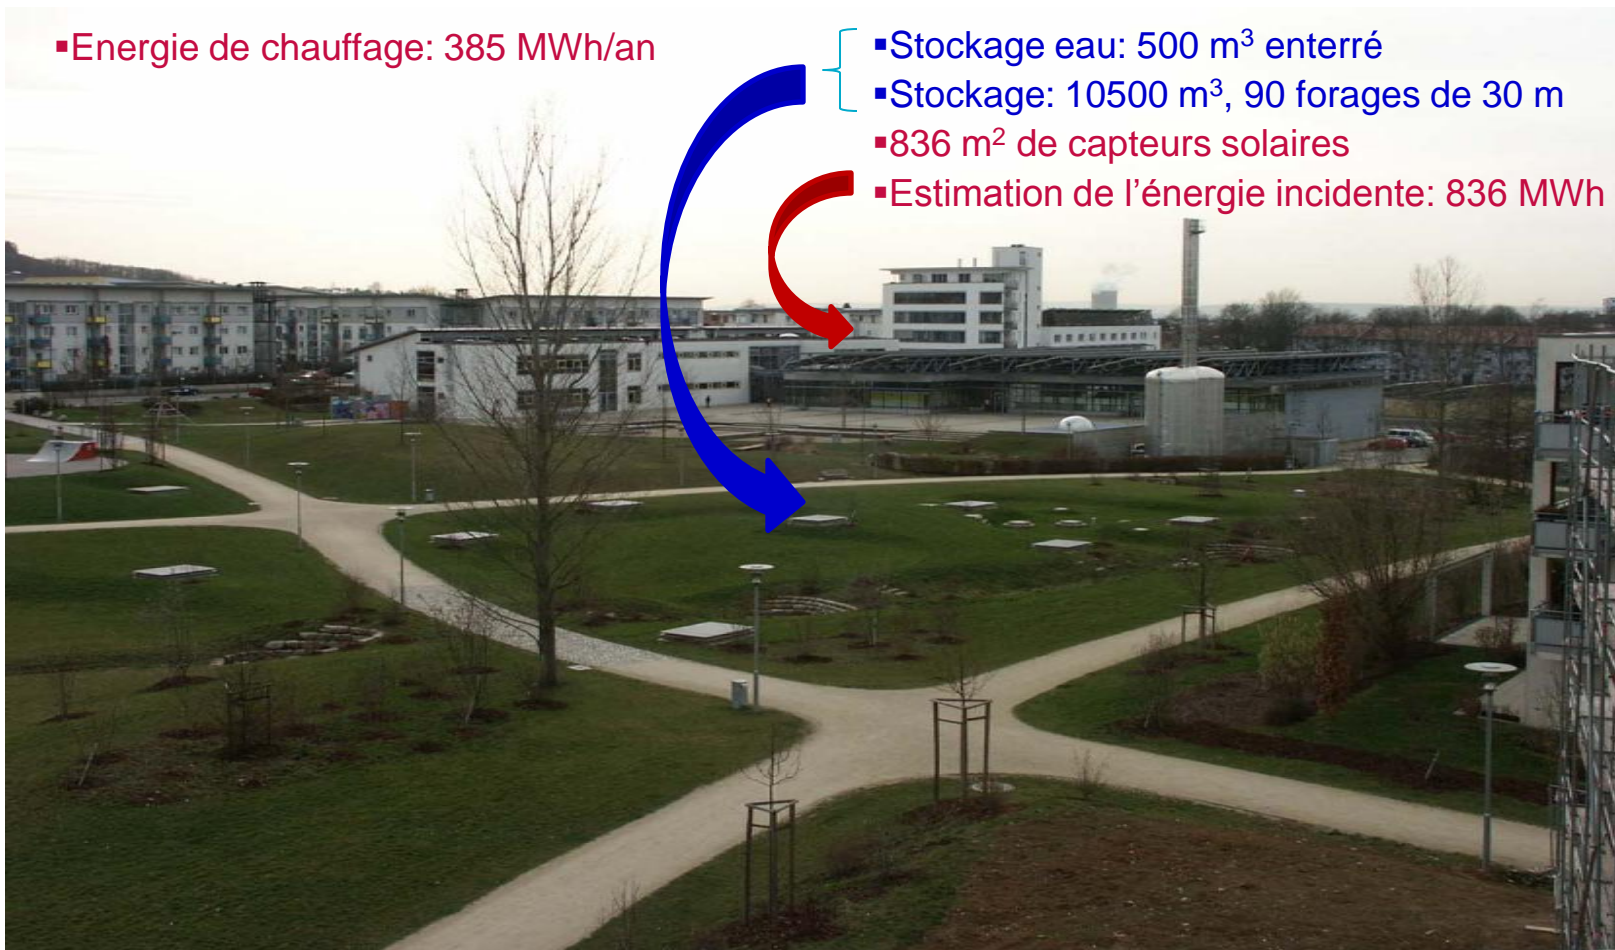 ▪Energie de chauffage: 385 MWh/an
▪Stockage eau: 500 m³ enterré
▪Stockage: 10500 m³, 90 forages de 30 m
▪836 m² de capteurs solaires
▪Estimation de l’énergie incidente: 836 MWh